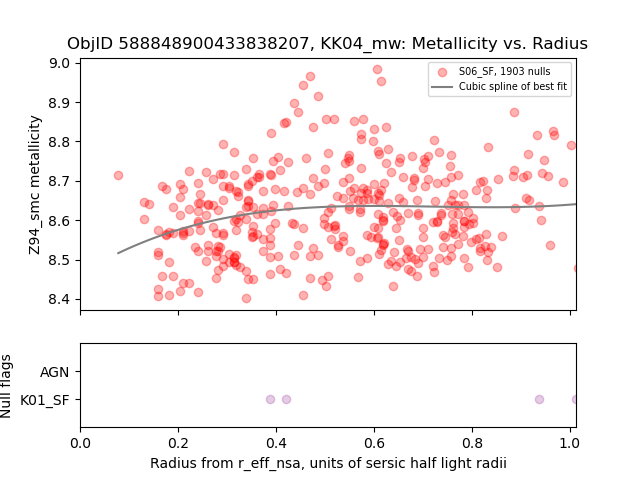 ObjID 588848900433838207, KK04_mw: Metallicity vs. Radius
S06_SF, 1903 nulls
Cubic spline of best fit
Z94_smc metallicity
9.0
8.9
8.8
8.7
8.6
8.5
8.4
Null flags
AGN
K01_SF
0.0 0.2 0.4 0.6 0.8 1.0
Radius from r_eff_nsa, units of sersic half light radii